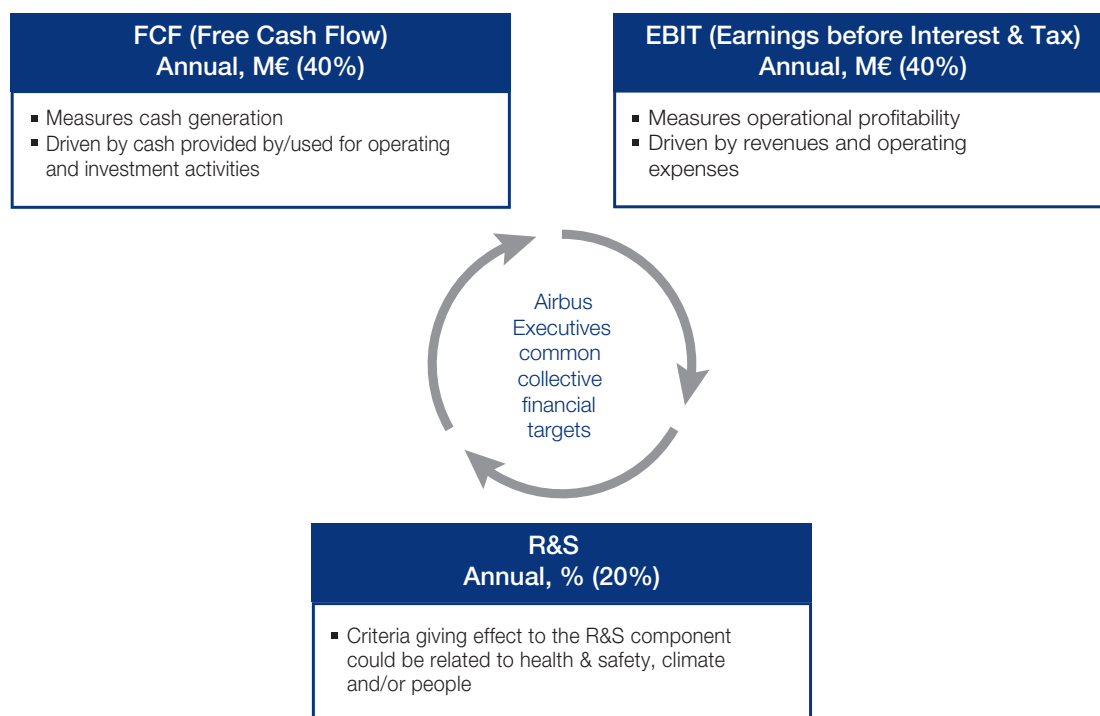 FCF (Free Cash Flow)
Annual, M€ (40%)
▪ Measures cash generation
▪ Driven by cash provided by/used for operating
and investment activities
EBIT (Earnings before Interest & Tax)
Annual, M€ (40%)
▪ Measures operational profitability
▪ Driven by revenues and operating
expenses
Airbus
Executives
common
collective
financial
targets
R&S
Annual, % (20%)
▪ Criteria giving effect to the R&S component
could be related to health & safety, climate
and/or people